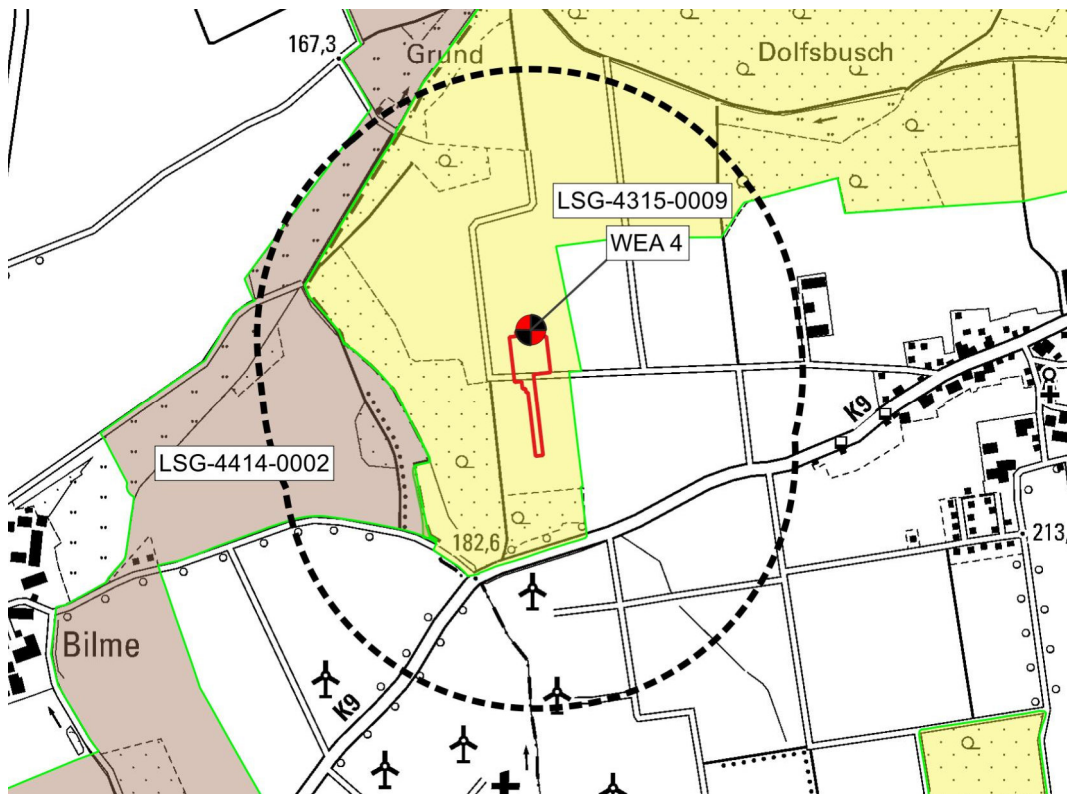 167,3
Grund
Dolfsbusch
LSG-4315-0009
WEA 4
K9
LSG-4414-0002
182,6
213,
Bilme
K9